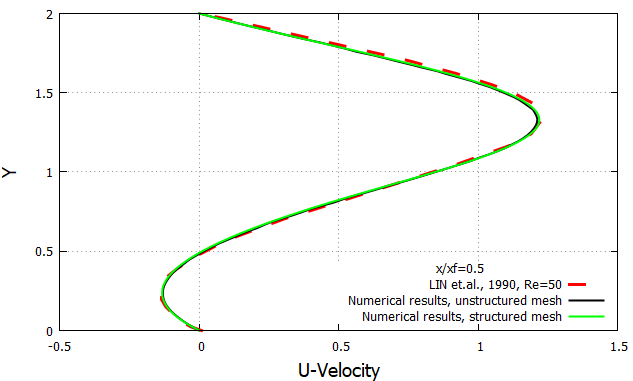 2
1.5
1
0.5
0
Y
x/xf=0.5
LIN et.al., 1990, Re=50
Numerical results, unstructured mesh
Numerical results, structured mesh
-0.5 0 0.5 1 1.5
U-Velocity